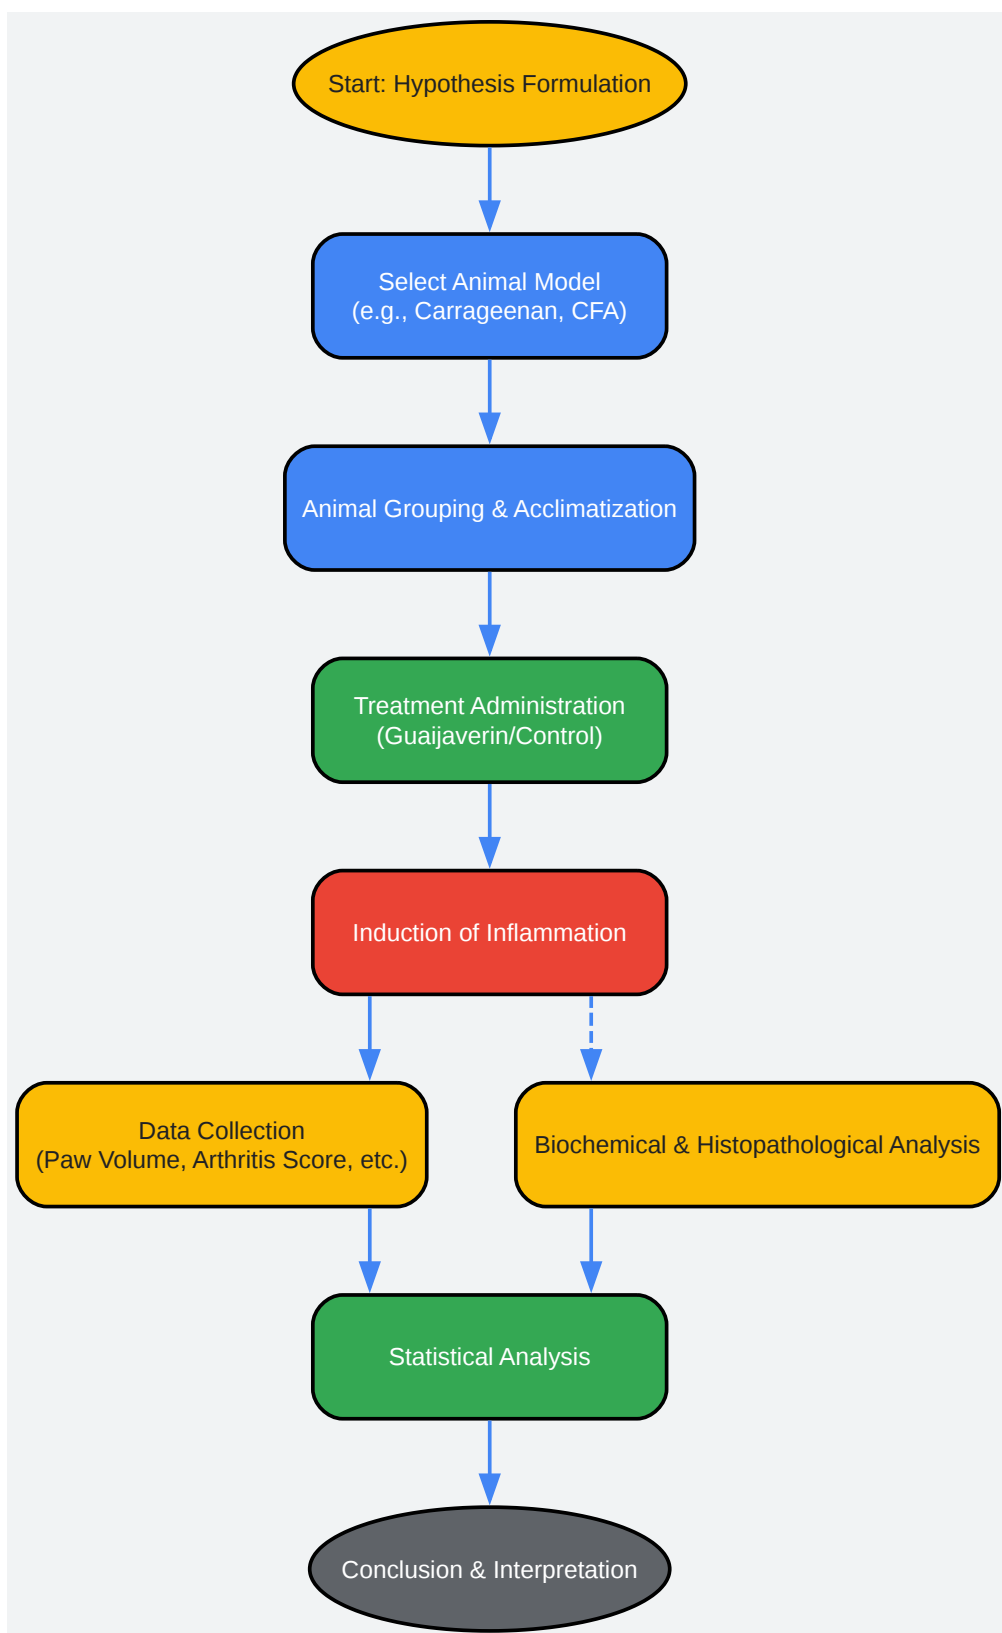 Start: Hypothesis Formulation
Select Animal Model
(e.g., Carrageenan, CFA)
Animal Grouping & Acclimatization
Treatment Administration
(Guaijaverin/Control)
Induction of Inflammation
Data Collection
(Paw Volume, Arthritis Score, etc.)
Biochemical & Histopathological Analysis
Statistical Analysis
Conclusion & Interpretation